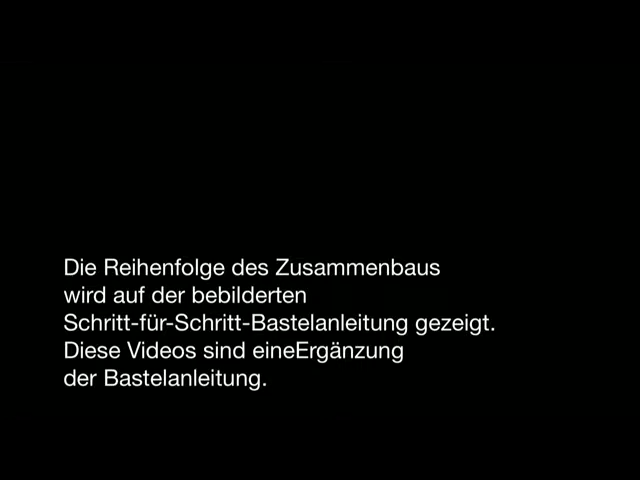 Die Reihenfolge des Zusammenbaus
wird auf der bebilderten
Schritt-für-Schritt-Bastelanleitung gezeigt.
Diese Videos sind eineErgänzung
der Bastelanleitung.